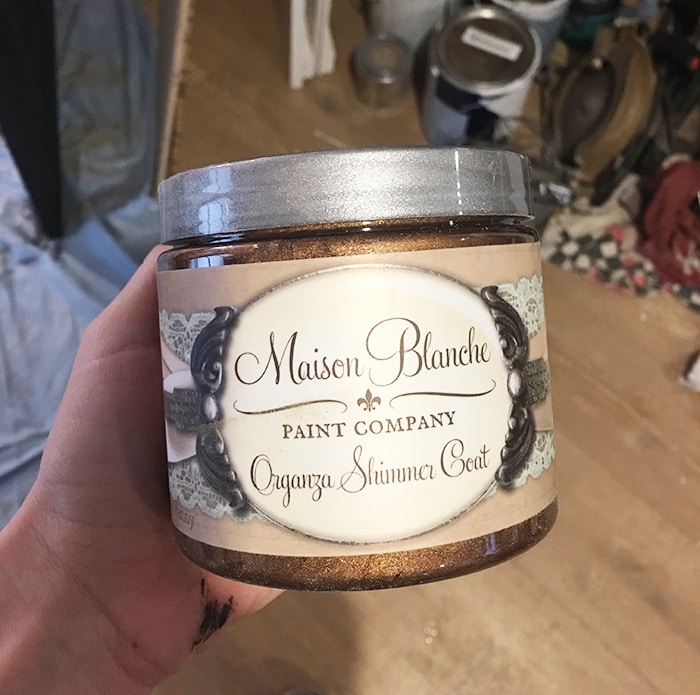 Maison Blanche
PAINT COMPANY
Organza Shimmer Coat